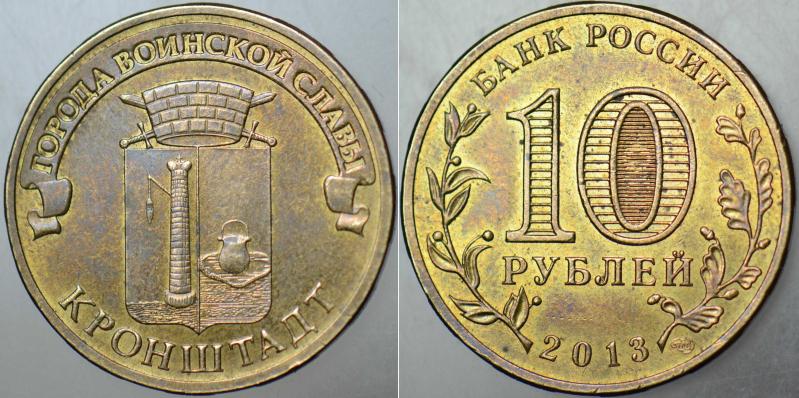 ГОРОДА ВОИНСКОЙ СЛАВЫ
КРОНШТАДТ
БАНК РОССИИ
10
РУБЛЕЙ
2013